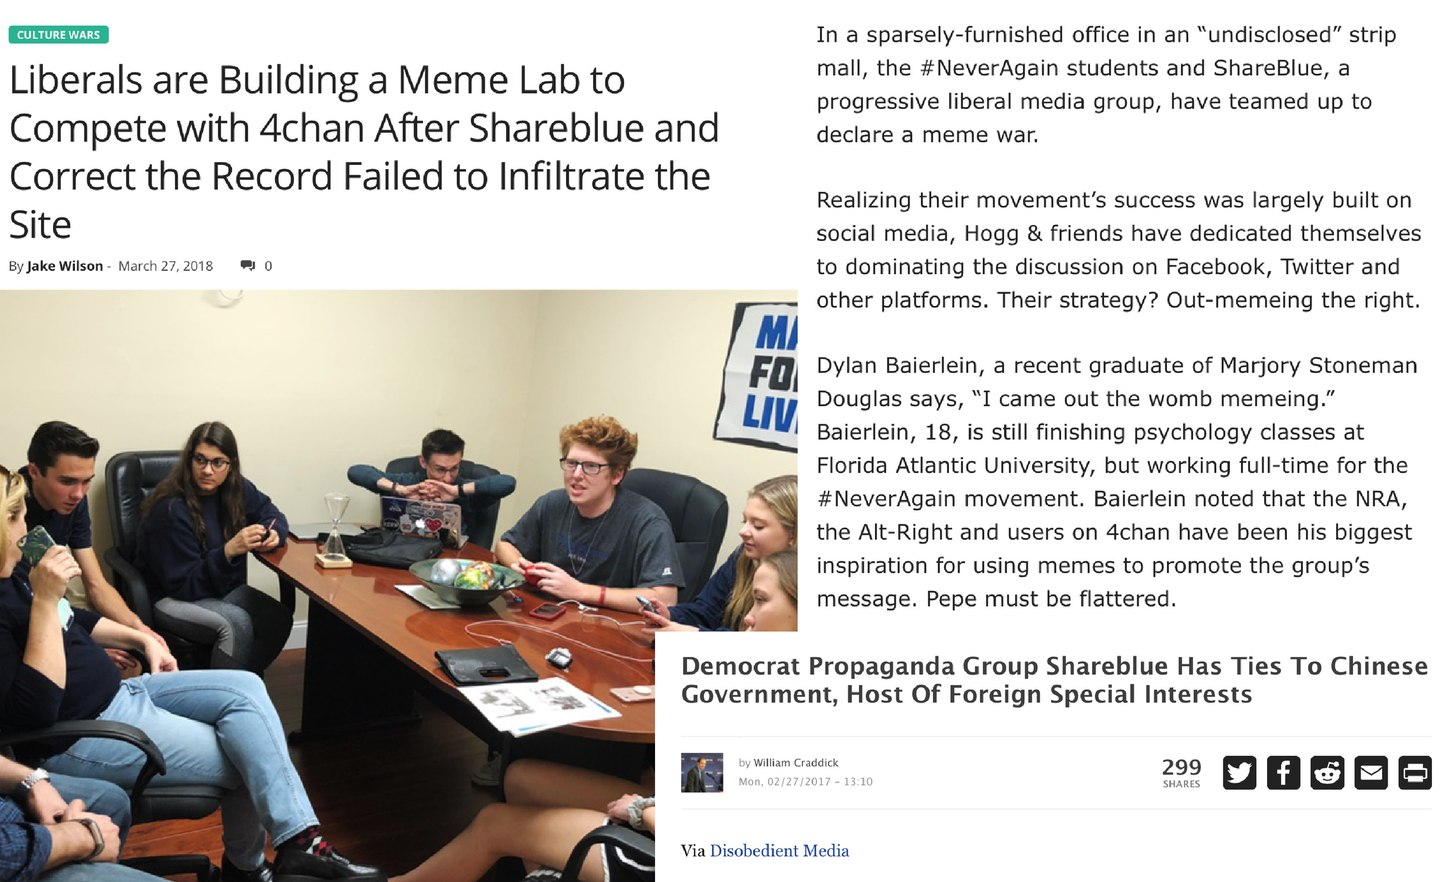 CULTURE WARS
Liberals are Building a Meme Lab to
Compete with 4chan After Shareblue and
Correct the Record Failed to Infiltrate the
Site
By Jake Wilson - March 27, 2018 0
MA
FO
LIV
In a sparsely-furnished office in an “undisclosed” strip
mall, the #NeverAgain students and ShareBlue, a
progressive liberal media group, have teamed up to
declare a meme war.
Realizing their movement’s success was largely built on
social media, Hogg & friends have dedicated themselves
to dominating the discussion on Facebook, Twitter and
other platforms. Their strategy? Out-memeing the right.
Dylan Baierlein, a recent graduate of Marjory Stoneman
Douglas says, “I came out the womb memeing.”
Baierlein, 18, is still finishing psychology classes at
Florida Atlantic University, but working full-time for the
#NeverAgain movement. Baierlein noted that the NRA,
the Alt-Right and users on 4chan have been his biggest
inspiration for using memes to promote the group’s
message. Pepe must be flattered.
Democrat Propaganda Group Shareblue Has Ties To Chinese
Government, Host Of Foreign Special Interests
by William Craddick
Mon, 02/27/2017 - 13:10
299
SHARES
Via Disobedient Media